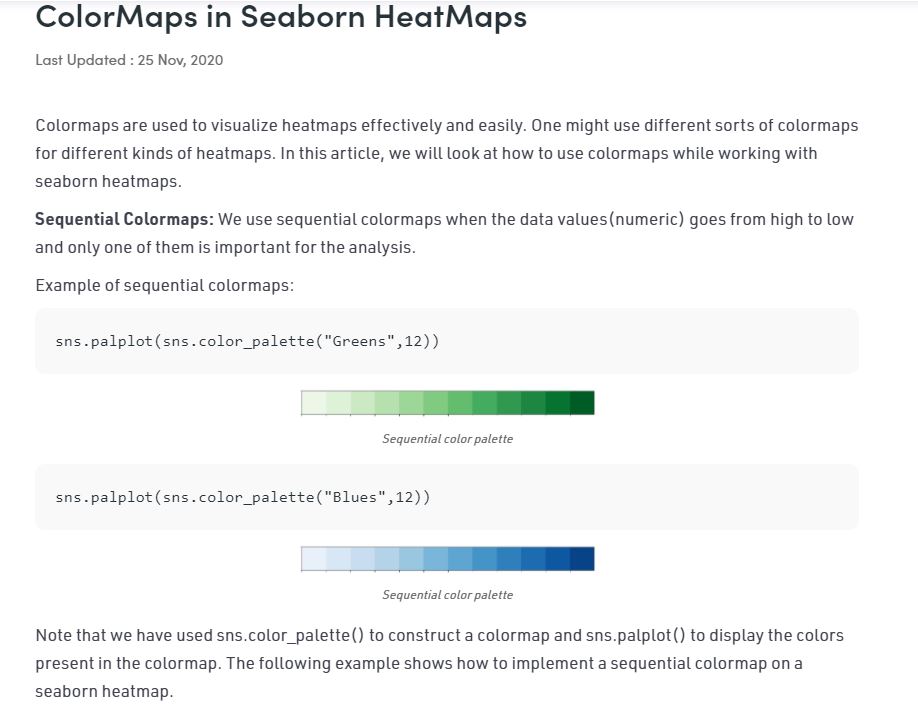 ColorMaps in Seaborn HeatMaps
Last Updated : 25 Nov, 2020
Colormaps are used to visualize heatmaps effectively and easily. One might use different sorts of colormaps
for different kinds of heatmaps. In this article, we will look at how to use colormaps while working with
seaborn heatmaps.
Sequential Colormaps: We use sequential colormaps when the data values(numeric) goes from high to low
and only one of them is important for the analysis.
Example of sequential colormaps:
sns.palplot(sns.color_palette("Greens",12))
Sequential color palette
sns.palplot(sns.color_palette("Blues",12))
Sequential color palette
Note that we have used sns.color_palette() to construct a colormap and sns.palplot() to display the colors
present in the colormap. The following example shows how to implement a sequential colormap on a
seaborn heatmap.